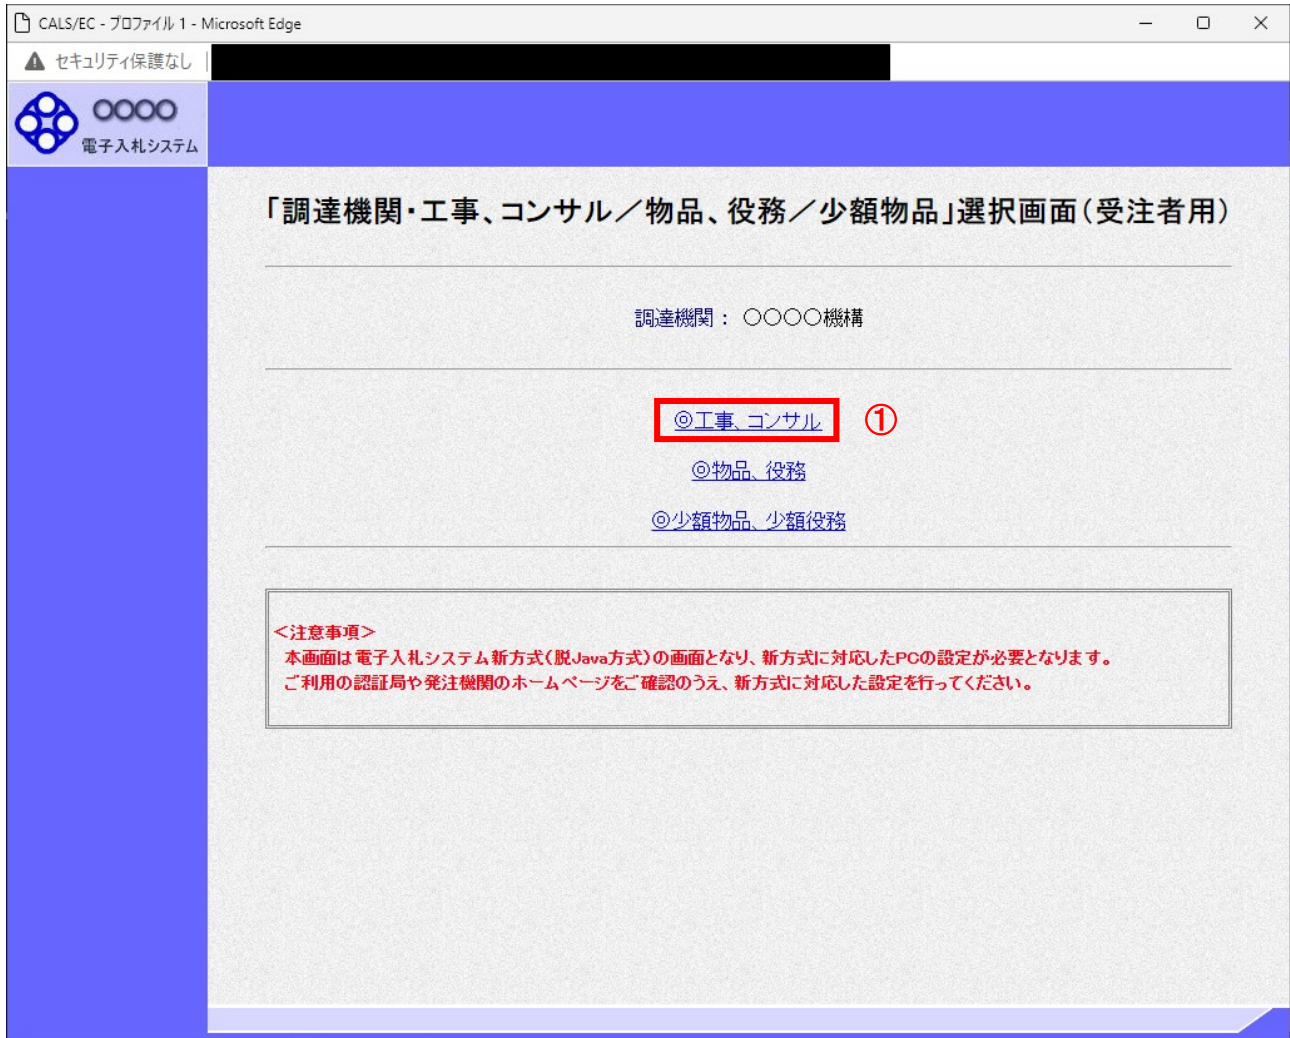 CALS/EC - プロファイル 1 - Microsoft Edge
セキュリティ保護なし
○○○○
電子入札システム
「調達機関・工事、コンサル／物品、役務／少額物品」選択画面（受注者用）
調達機関： ○○○○機構
◎工事、コンサル ①
◎物品、役務
◎少額物品、少額役務
＜注意事項＞
本画面は電子入札システム新方式（脱Java方式）の画面となり、新方式に対応したPCの設定が必要となります。
ご利用の認証局や発注機関のホームページをご確認のうえ、新方式に対応した設定を行ってください。